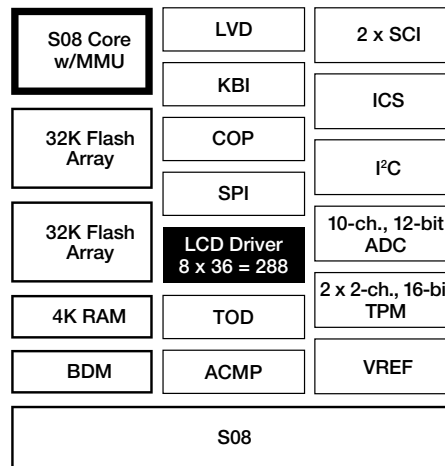 S08 Core
w/MMU
32K Flash
Array
32K Flash
Array
4K RAM
BDM
LVD
KBI
COP
SPI
LCD Driver
8 x 36 = 288
TOD
ACMP
2 x SCI
ICS
I²C
10-ch., 12-bit
ADC
2 x 2-ch., 16-bi
TPM
VREF
S08